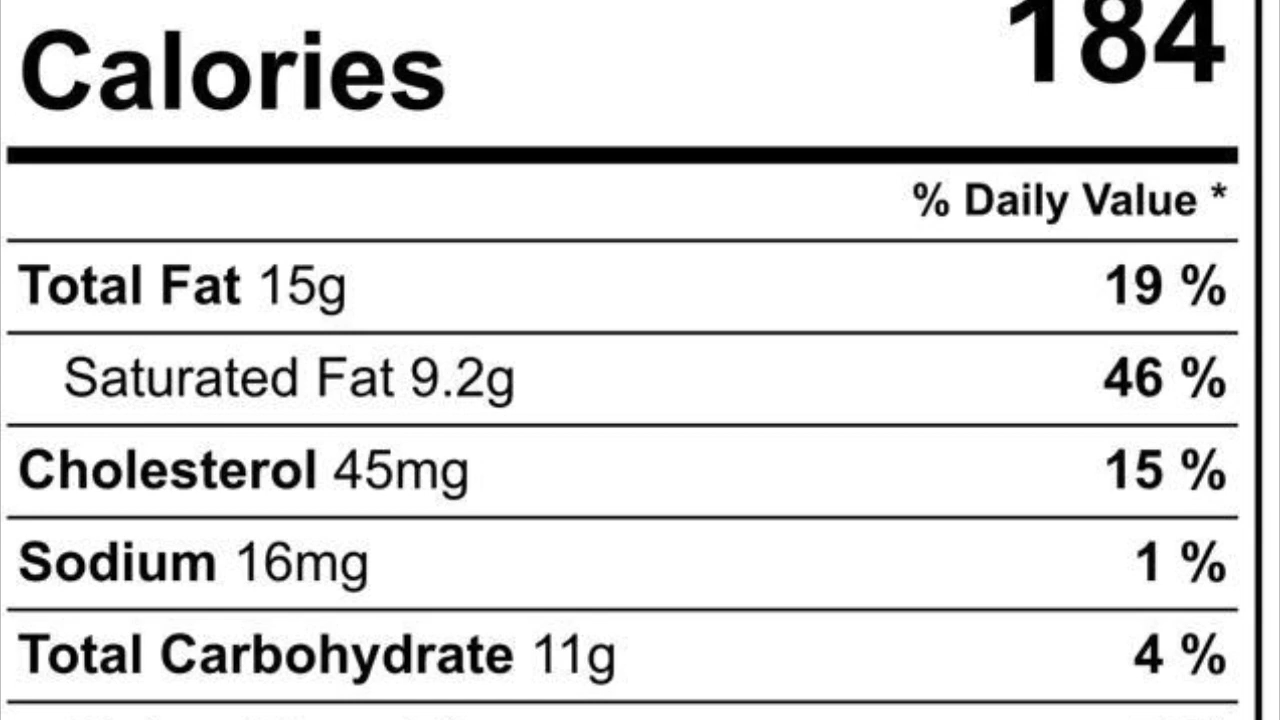 Calories 184
% Daily Value *
Total Fat 15g 19 %
Saturated Fat 9.2g 46 %
Cholesterol 45mg 15 %
Sodium 16mg 1 %
Total Carbohydrate 11g 4 %